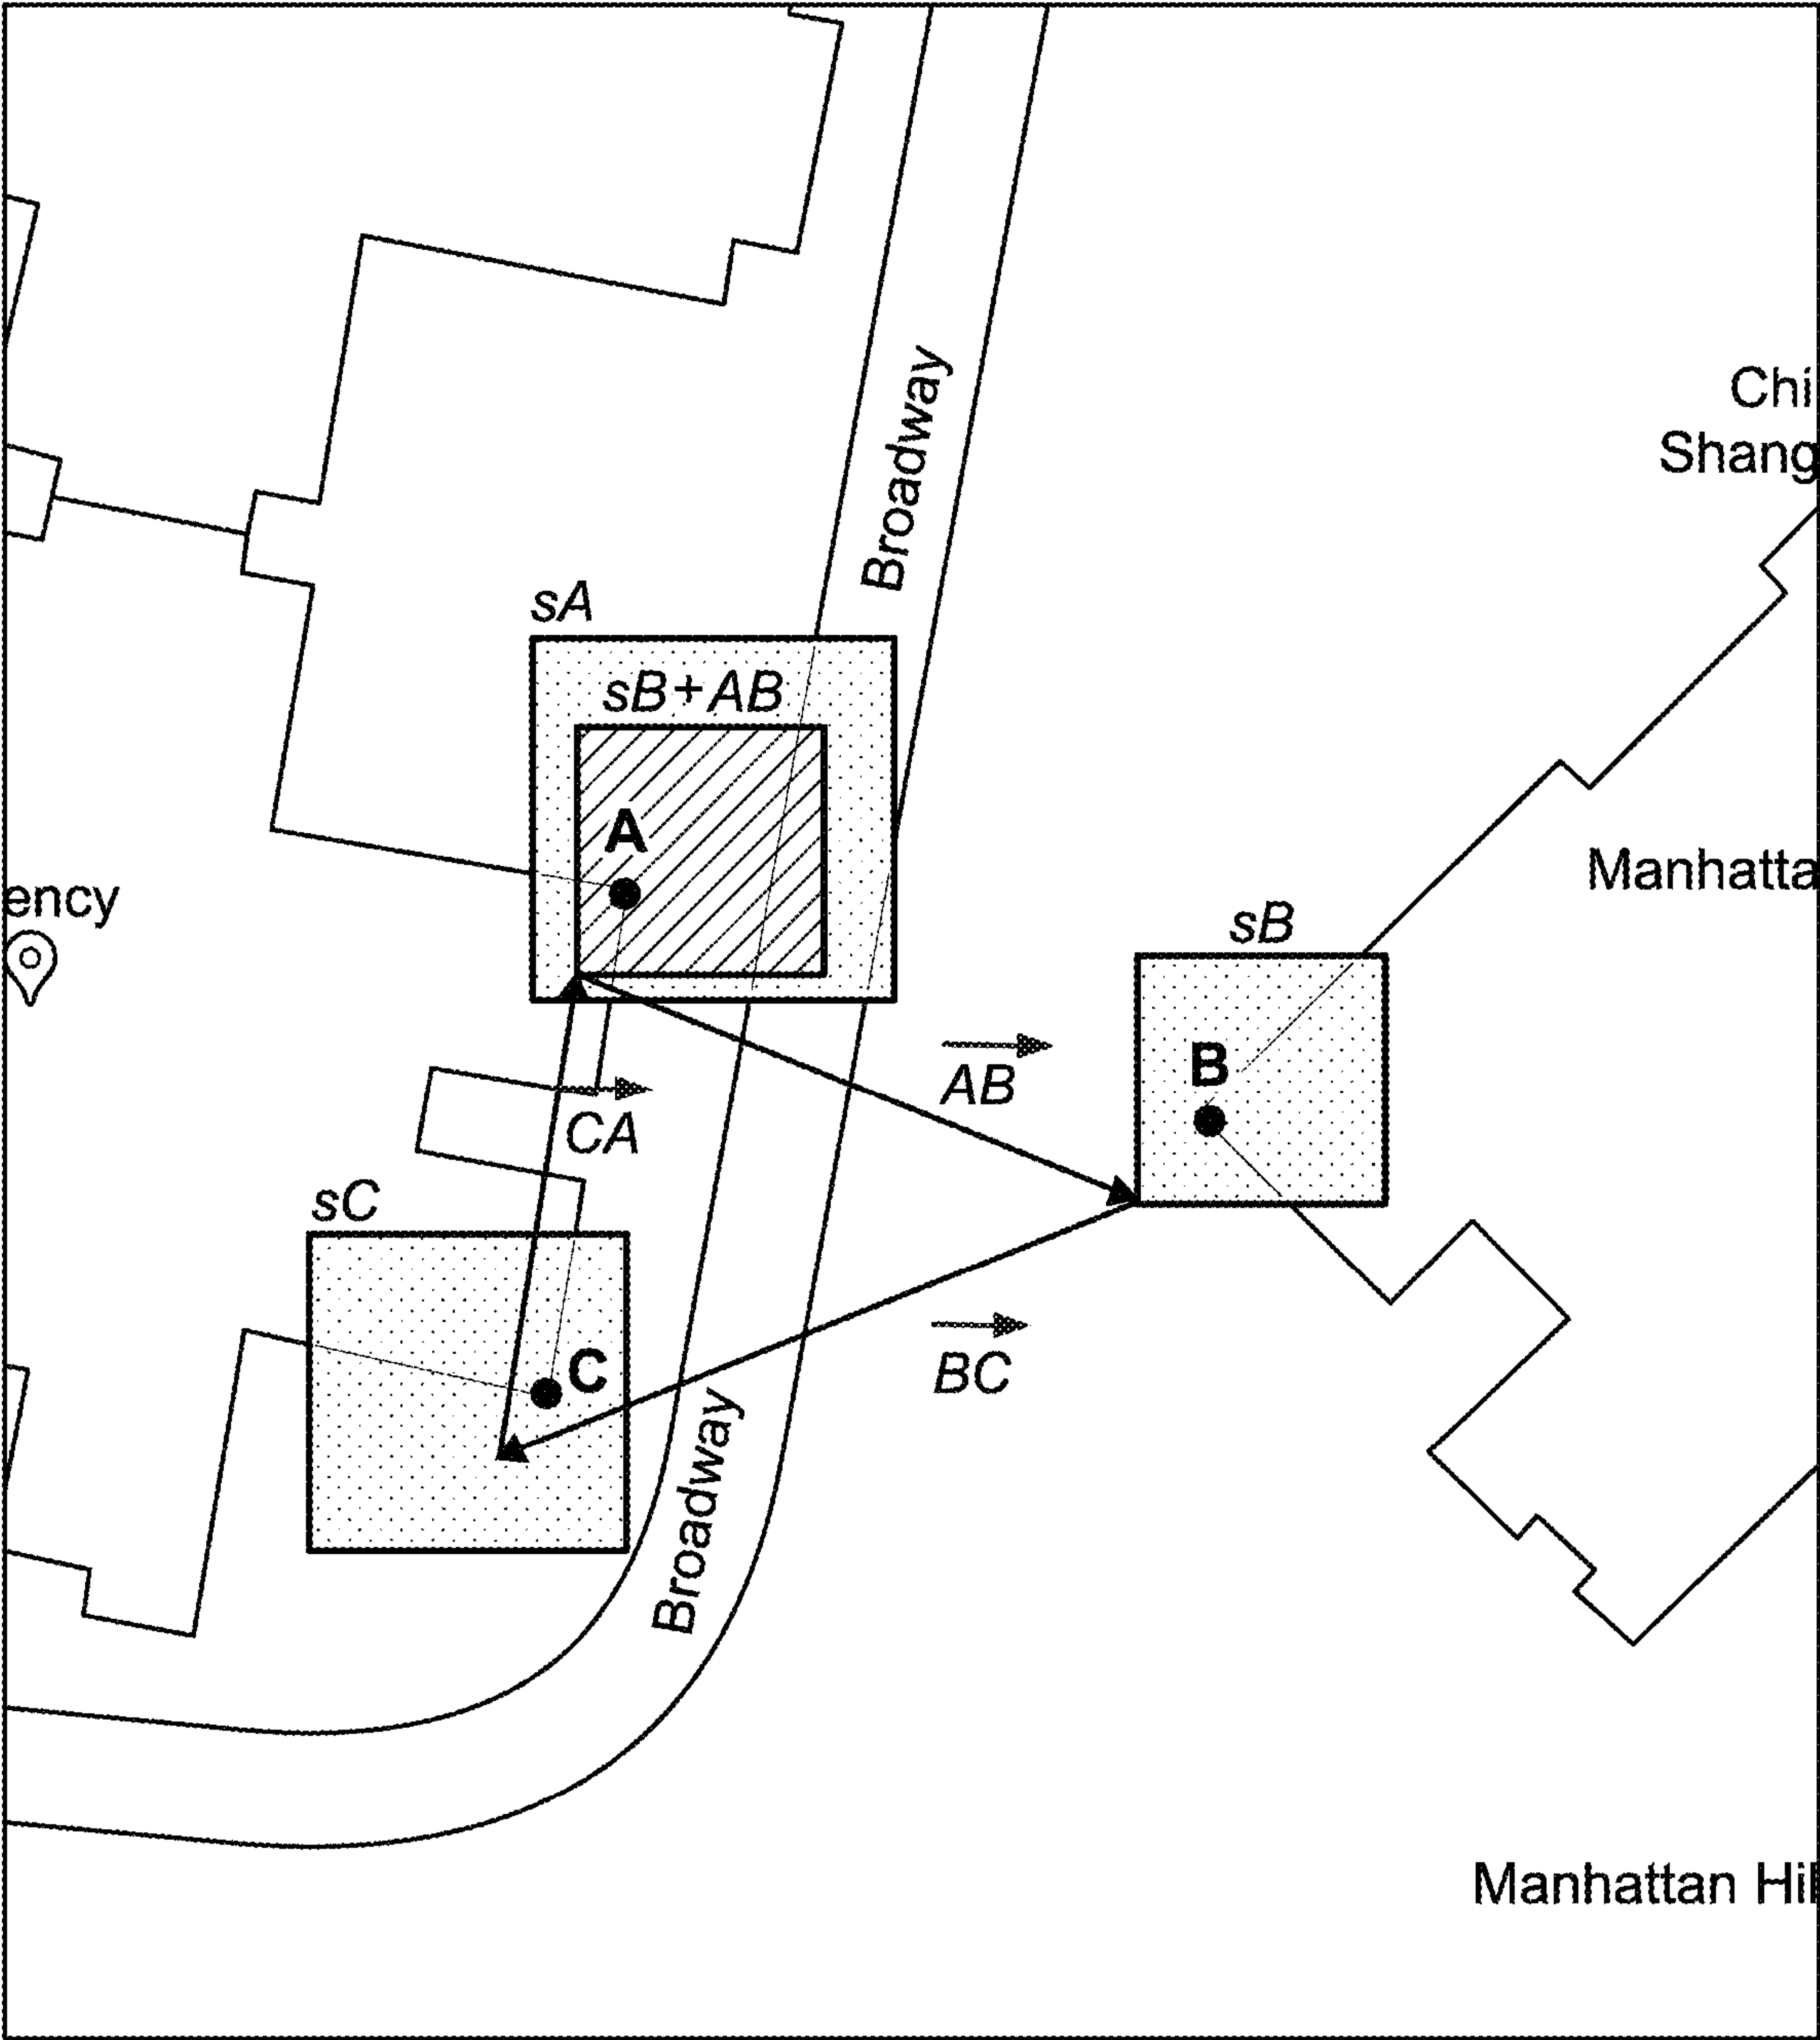 Broadway
Chi
Shang
sA
sB+AB
A
Manhatta
ency
sB
B
AB
CA
sC
C
BC
Broadway
Manhattan Hil